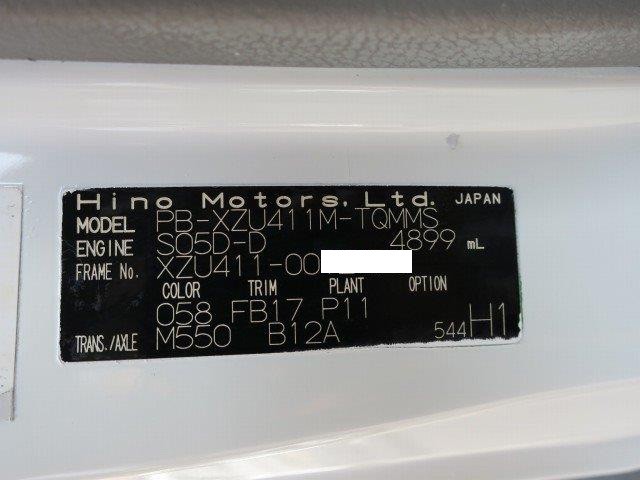 Hino Motors, Ltd. JAPAN
MODEL PB-XZU411M-TQMMS
ENGINE S05D-D 4899 mL
FRAME No. XZU411-00
COLOR TRIM PLANT OPTION
058 FB17 P11
TRANS./AXLE M550 B12A 544 H1